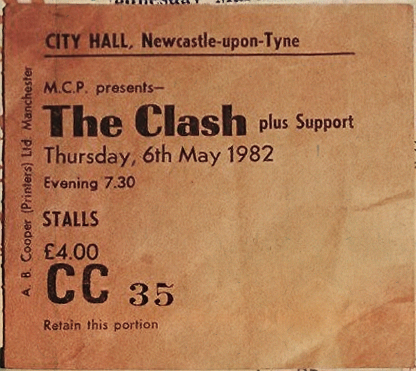 CITY HALL, Newcastle-upon-Tyne
M.C.P. presents—
The Clash plus Support
Thursday, 6th May 1982
Evening 7.30
STALLS
£4.00
CC 35
Retain this portion
A. B. Cooper (Printers) Ltd. Manchester